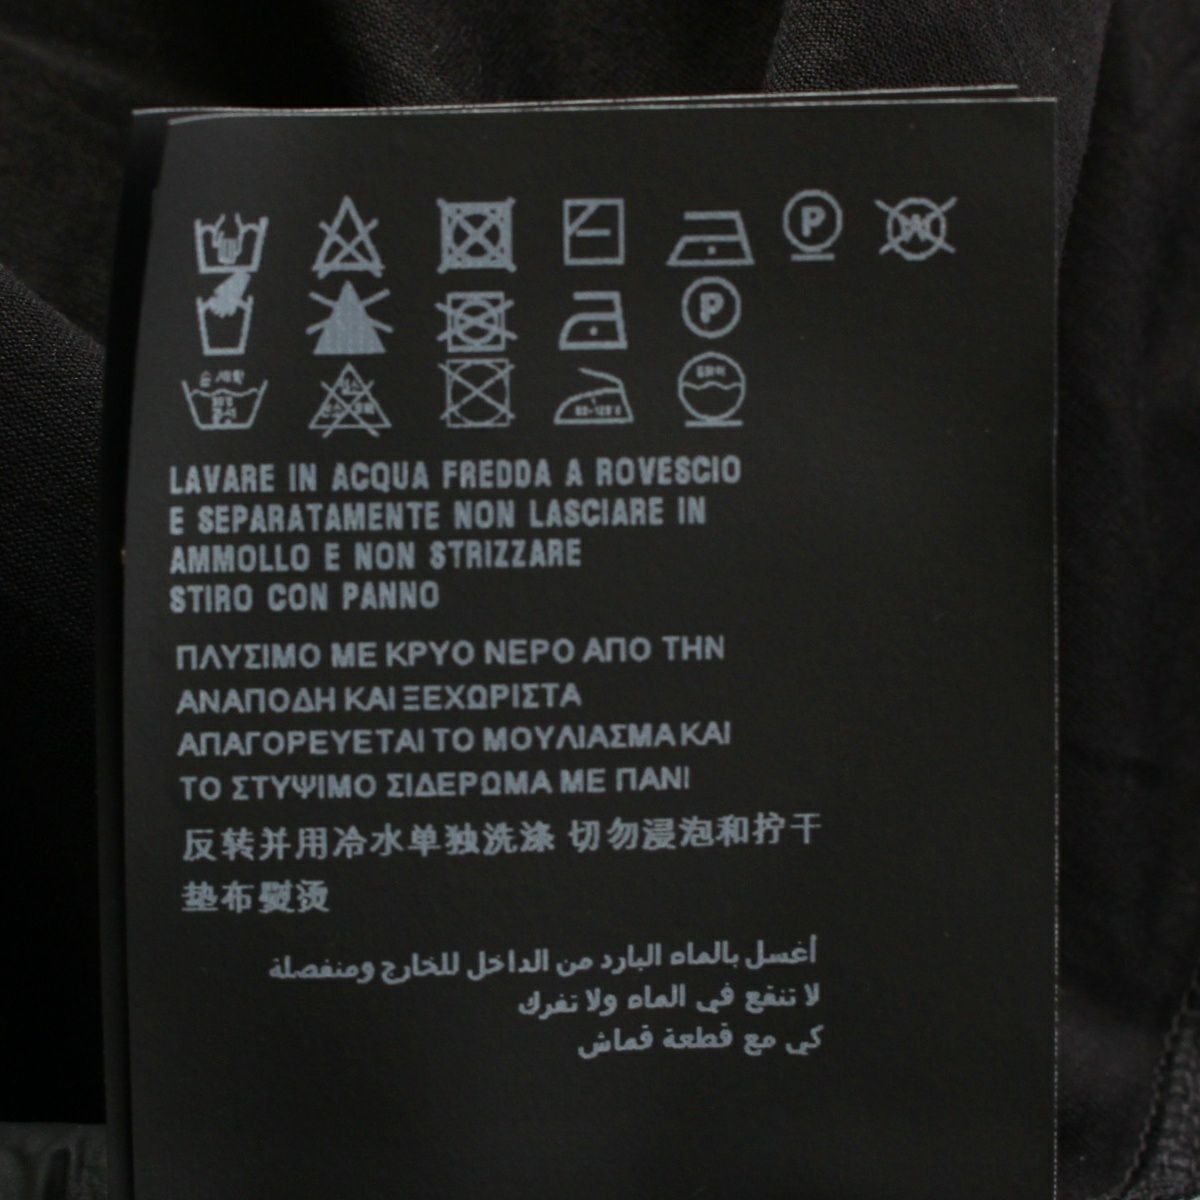 P
P
LAVARE IN ACQUA FREDDA A ROVESCIO
E SEPARATAMENTE NON LASCIARE IN
AMMOLLO E NON STRIZZARE
STIRO CON PANNO
ΠΛΥΣΙΜΟ ΜΕ ΚΡΥΟ ΝΕΡΟ ΑΠΟ ΤΗΝ
ΑΝΑΠΟΔΗ ΚΑΙ ΞΕΧΩΡΙΣΤΑ
ΑΠΑΓΟΡΕΥΕΤΑΙ ΤΟ ΜΟΥΛΙΑΣΜΑ ΚΑΙ
ΤΟ ΣΤΥΨΙΜΟ ΣΙΔΕΡΩΜΑ ΜΕ ΠΑΝΙ
反转并用冷水单独洗涤 切勿浸泡和拧干
垫布熨烫
أغسل بالماه البارد من الداخل للخارج ومنفصلة
لا تنقع في الماه ولا تفرك
كي مع قطعة قماش